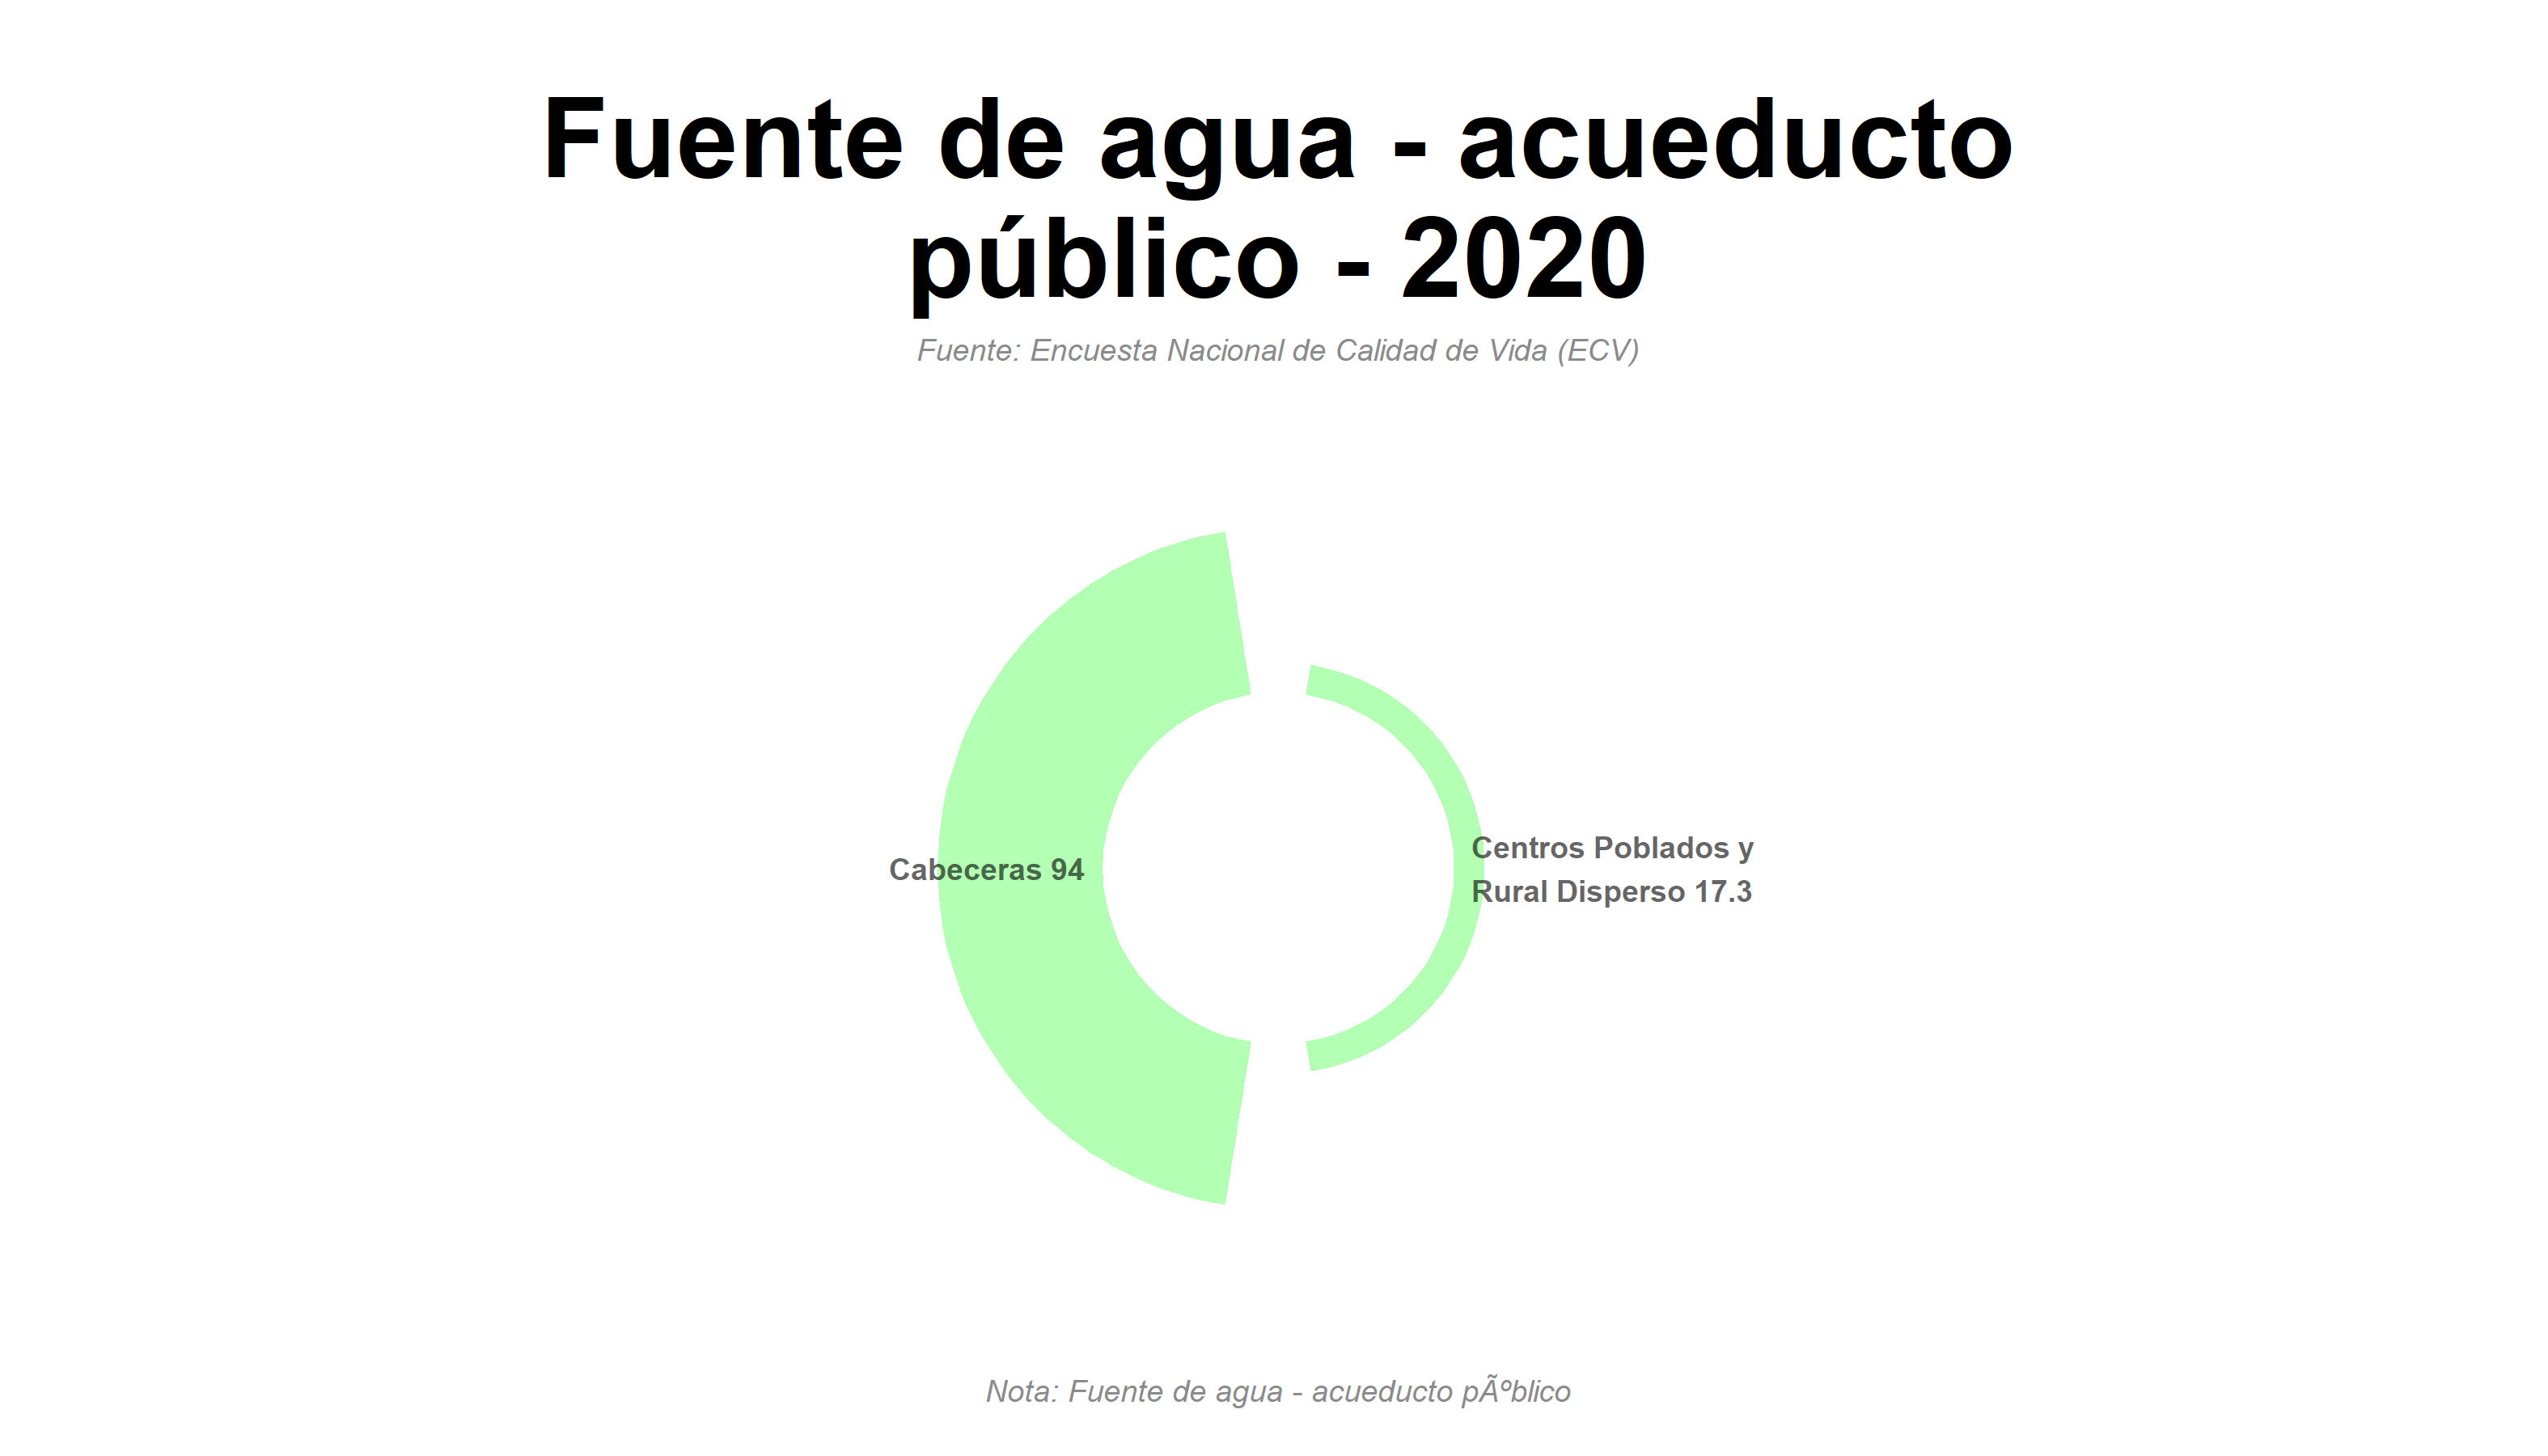 Fuente de agua - acueducto
público - 2020
Fuente: Encuesta Nacional de Calidad de Vida (ECV)
Cabeceras 94
Centros Poblados y
Rural Disperso 17.3
Nota: Fuente de agua - acueducto pÃºblico